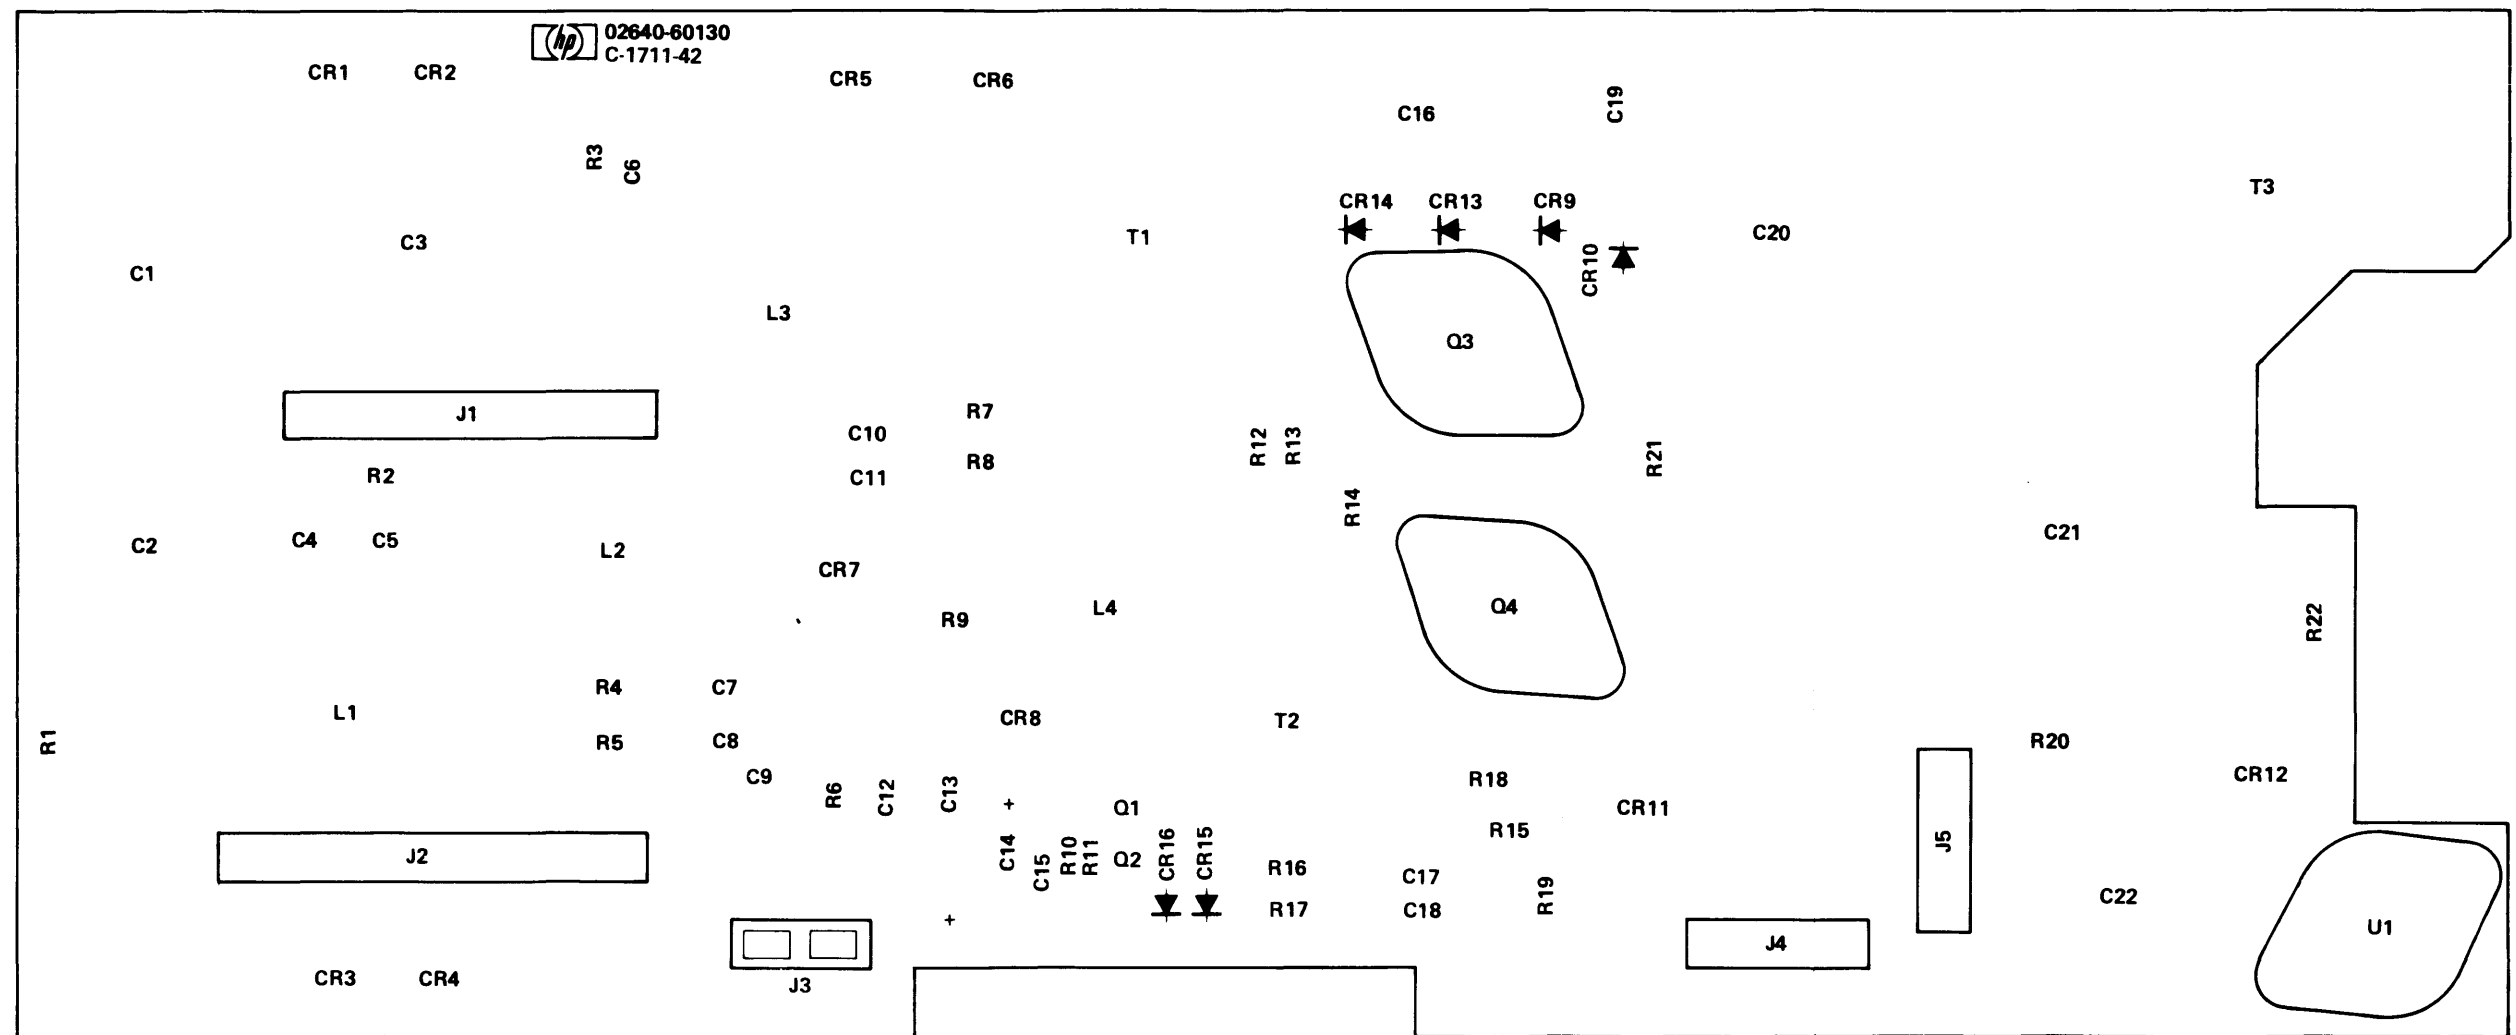 hp
02640-60130
C-1711-42
CR1
CR2
CR5
CR6
C16
C19
R3
C6
T3
CR14
CR13
CR9
C3
T1
C20
C1
CR10
L3
Q3
J1
R7
C10
R12
R13
R21
R8
R2
C11
R14
C21
C2
C4
C5
L2
CR7
L4
Q4
R9
R22
R4
C7
L1
CR8
T2
R1
R5
C8
R20
C9
R18
CR12
R6
C12
C13
+
Q1
CR11
R15
J5
J2
C14
C15
R10
R11
Q2
CR16
CR15
R16
C17
R19
C22
R17
C18
+
U1
J4
CR3
CR4
J3